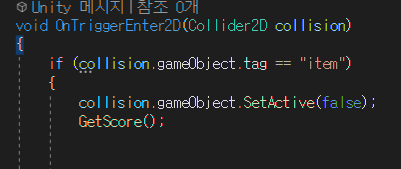 Unity 메시지 | 참조 0개
void OnTriggerEnter2D(Collider2D collision)
{
if (collision.gameObject.tag == "item")
{
collision.gameObject.SetActive(false);
GetScore();